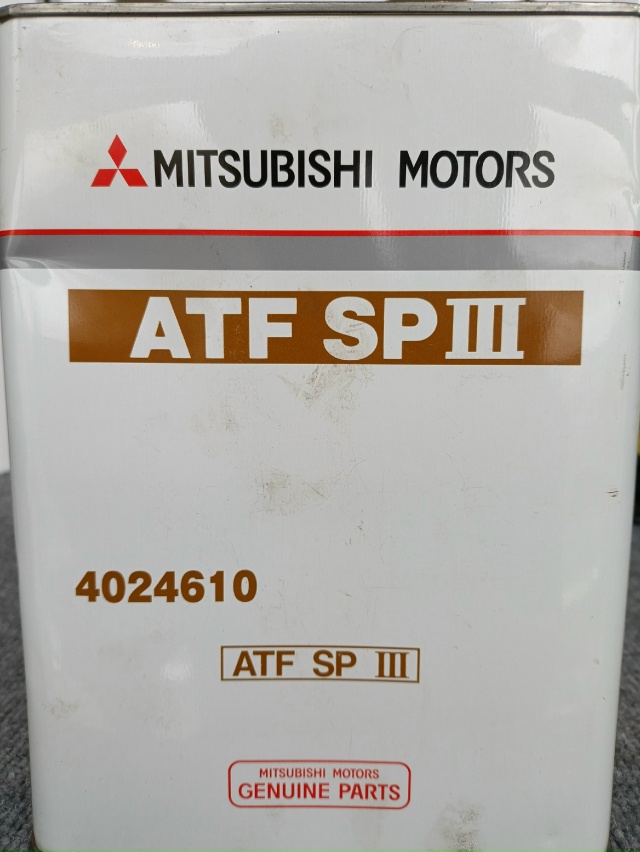 MITSUBISHI MOTORS
ATF SPIII
4024610
ATF SP III
MITSUBISHI MOTORS
GENUINE PARTS